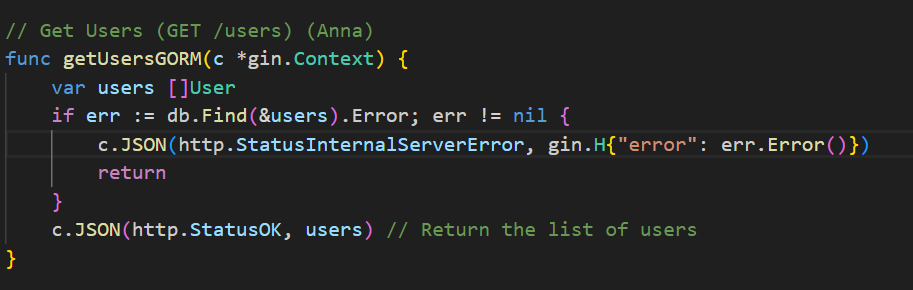 // Get Users (GET /users) (Anna)
func getUsersGORM(c *gin.Context) {
    var users []User
    if err := db.Find(&users).Error; err != nil {
        c.JSON(http.StatusInternalServerError, gin.H{"error": err.Error()})
        return
    }
    c.JSON(http.StatusOK, users) // Return the list of users
}